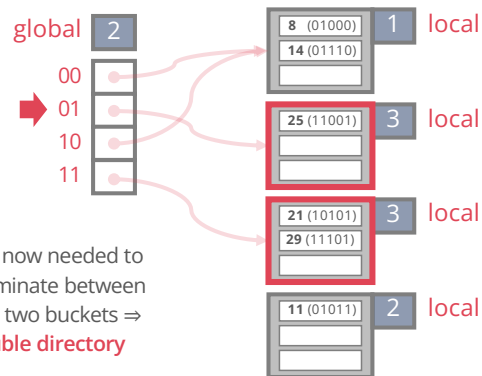 global 2
00
01
10
11
8 (01000)
14 (01110)
1 local
25 (11001)
3 local
21 (10101)
29 (11101)
3 local
11 (01011)
2 local
now needed to
minate between
two buckets ⇒
ble directory